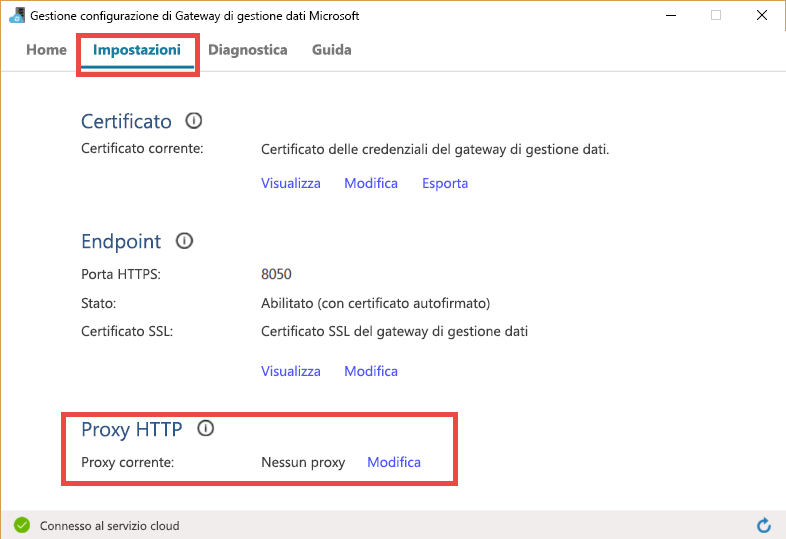 Gestione configurazione di Gateway di gestione dati Microsoft
Home Impostazioni Diagnostica Guida
Certificato
Certificato corrente: Certificato delle credenziali del gateway di gestione dati.
Visualizza Modifica Esporta
Endpoint
Porta HTTPS: 8050
Stato: Abilitato (con certificato autofirmato)
Certificato SSL: Certificato SSL del gateway di gestione dati
Visualizza Modifica
Proxy HTTP
Proxy corrente: Nessun proxy Modifica
Connesso al servizio cloud